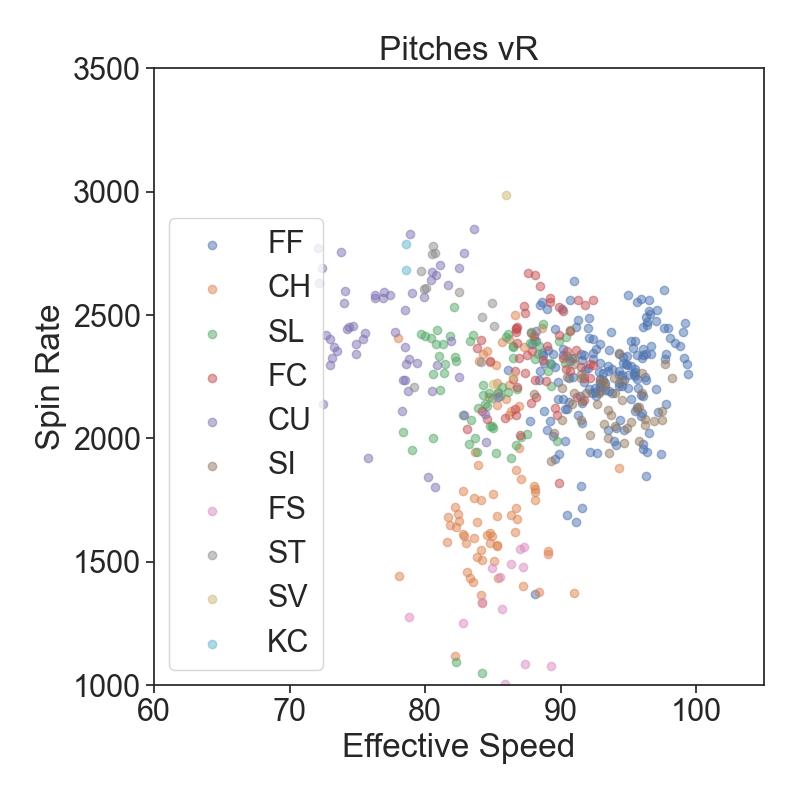 Pitches vR
3500
3000
2500
2000
1500
1000
Spin Rate
FF
CH
SL
FC
CU
SI
FS
ST
SV
KC
60 70 80 90 100
Effective Speed